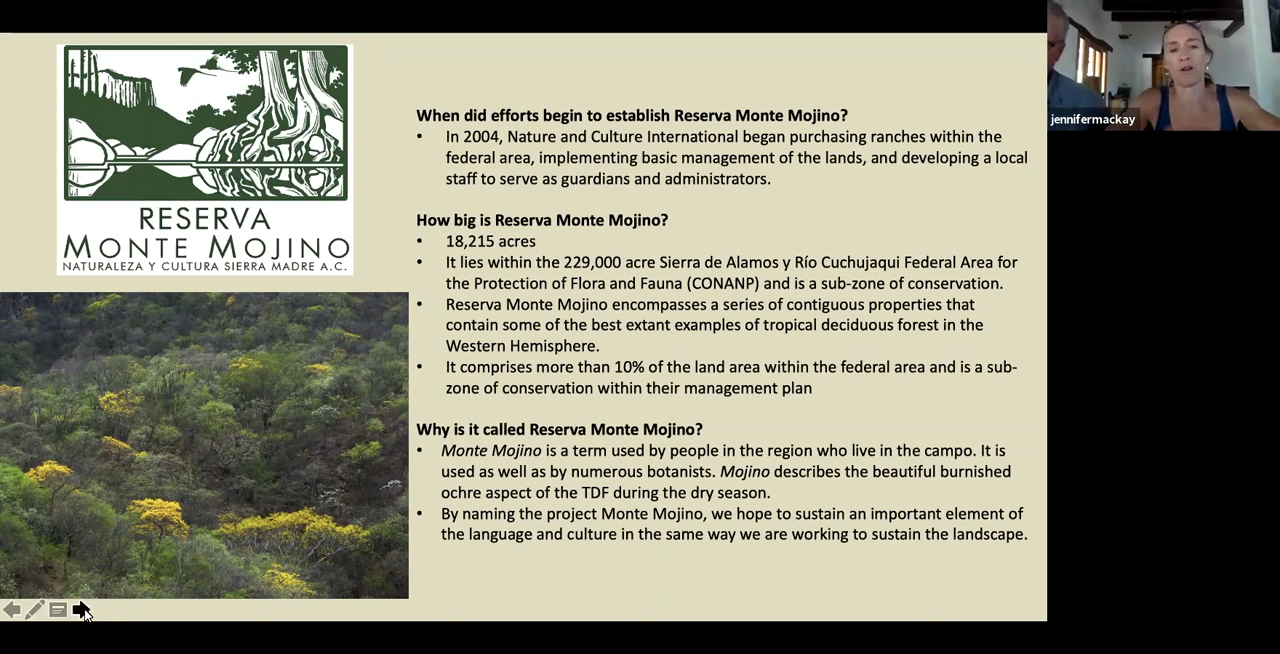 RESERVA
MONTE MOJINO
NATURALEZA Y CULTURA SIERRA MADRE A.C.
When did efforts begin to establish Reserva Monte Mojino?
• In 2004, Nature and Culture International began purchasing ranches within the
federal area, implementing basic management of the lands, and developing a local
staff to serve as guardians and administrators.
How big is Reserva Monte Mojino?
• 18,215 acres
• It lies within the 229,000 acre Sierra de Alamos y Río Cuchujaqui Federal Area for
the Protection of Flora and Fauna (CONANP) and is a sub-zone of conservation.
• Reserva Monte Mojino encompasses a series of contiguous properties that
contain some of the best extant examples of tropical deciduous forest in the
Western Hemisphere.
• It comprises more than 10% of the land area within the federal area and is a sub-
zone of conservation within their management plan
Why is it called Reserva Monte Mojino?
• Monte Mojino is a term used by people in the region who live in the campo. It is
used as well as by numerous botanists. Mojino describes the beautiful burnished
ochre aspect of the TDF during the dry season.
• By naming the project Monte Mojino, we hope to sustain an important element of
the language and culture in the same way we are working to sustain the landscape.
jennifermackay